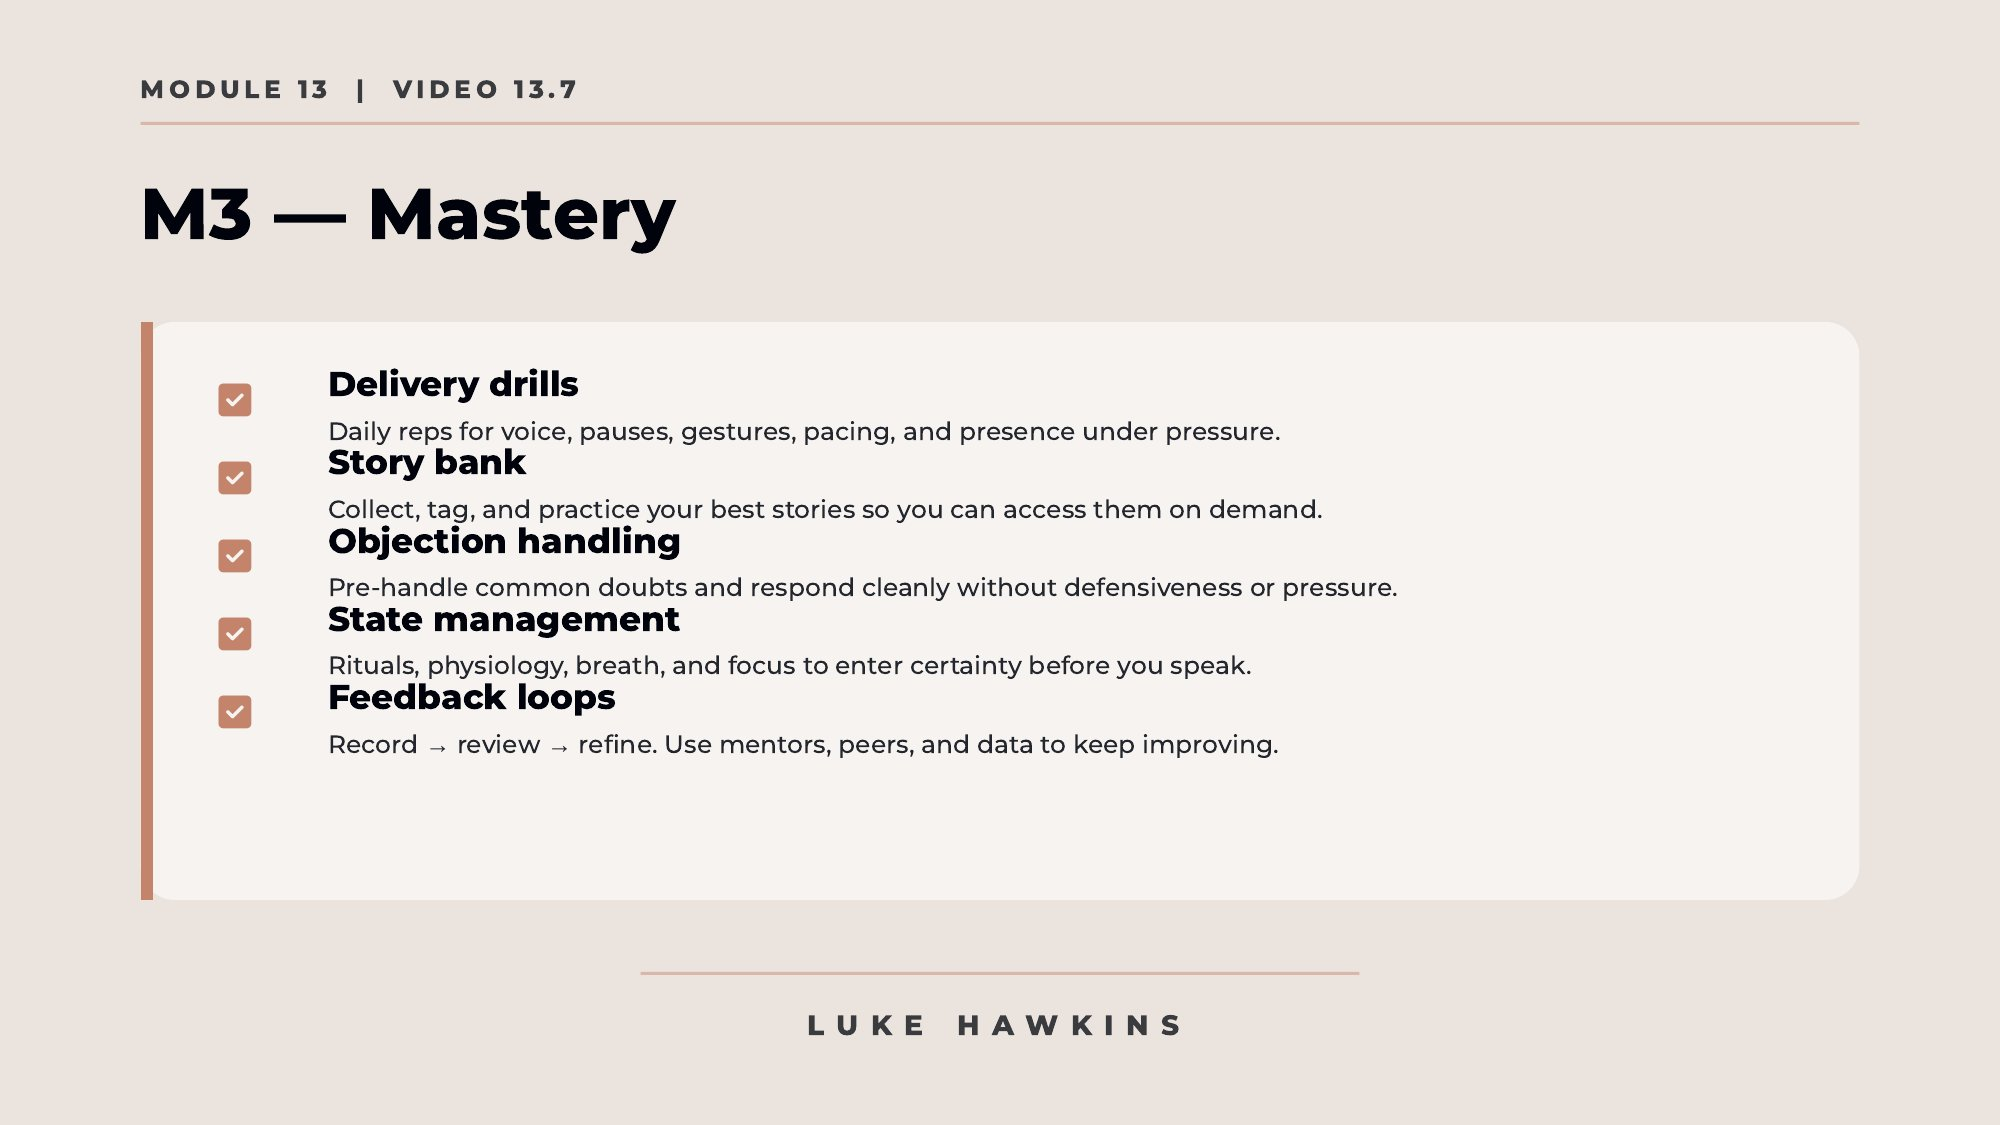 MODULE 13 | VIDEO 13.7
M3 — Mastery
Delivery drills
Daily reps for voice, pauses, gestures, pacing, and presence under pressure.
Story bank
Collect, tag, and practice your best stories so you can access them on demand.
Objection handling
Pre-handle common doubts and respond cleanly without defensiveness or pressure.
State management
Rituals, physiology, breath, and focus to enter certainty before you speak.
Feedback loops
Record → review → refine. Use mentors, peers, and data to keep improving.
LUKE HAWKINS